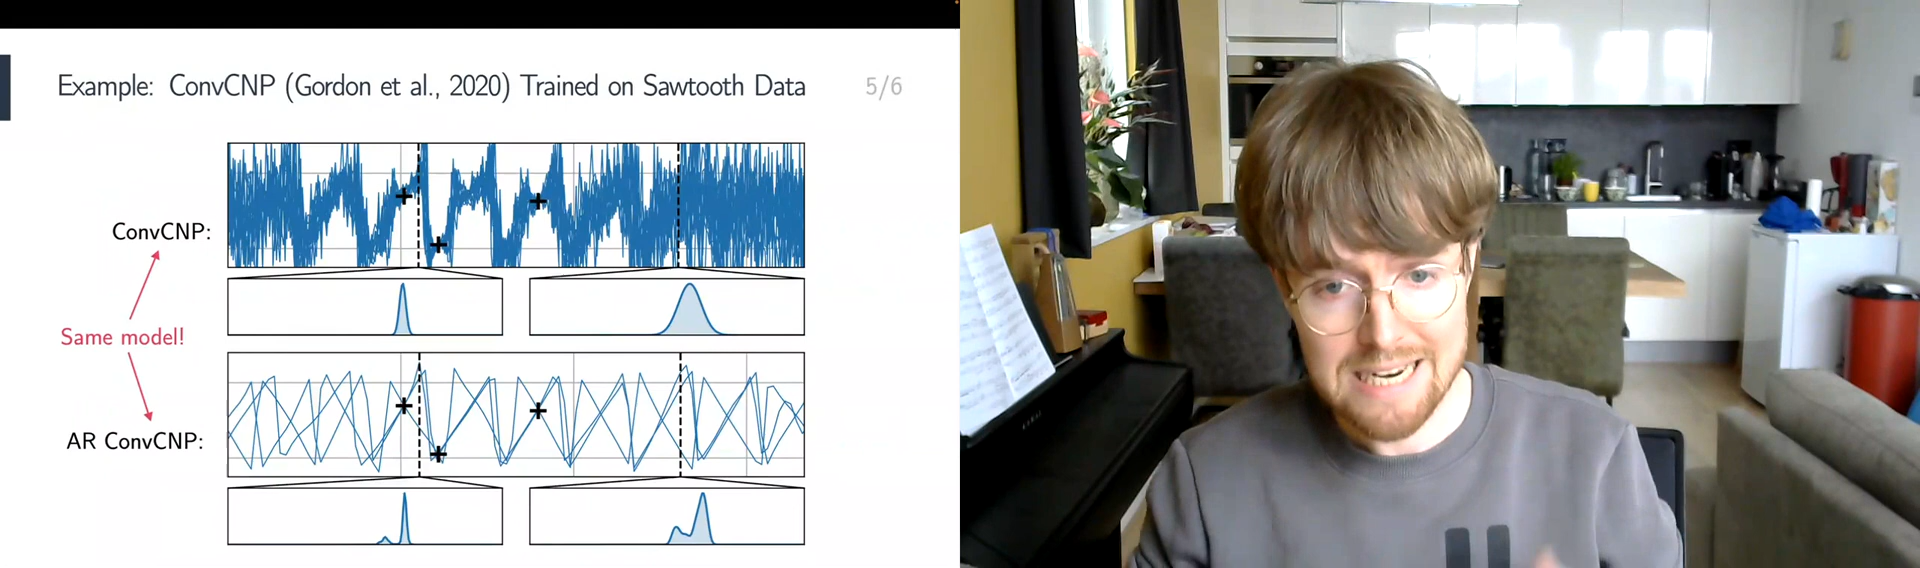 Example: ConvCNP (Gordon et al., 2020) Trained on Sawtooth Data
5/6
ConvCNP:
Same model!
AR ConvCNP: